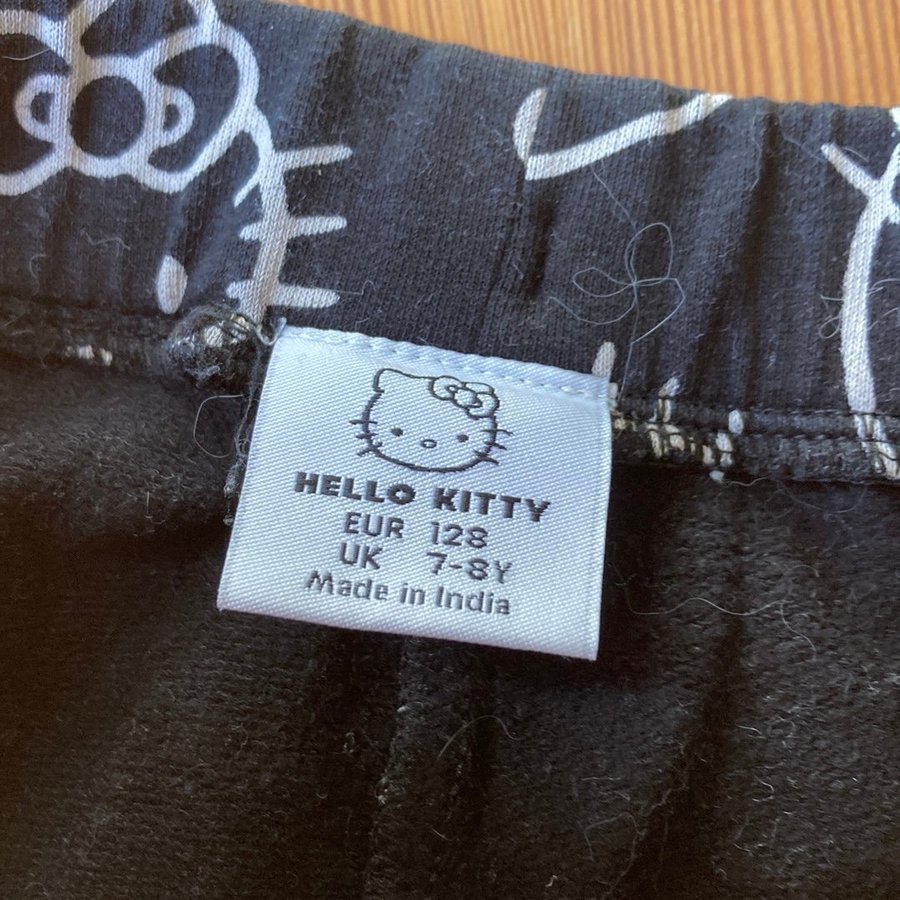 HELLO KITTY
EUR 128
UK 7-8Y
Made in India